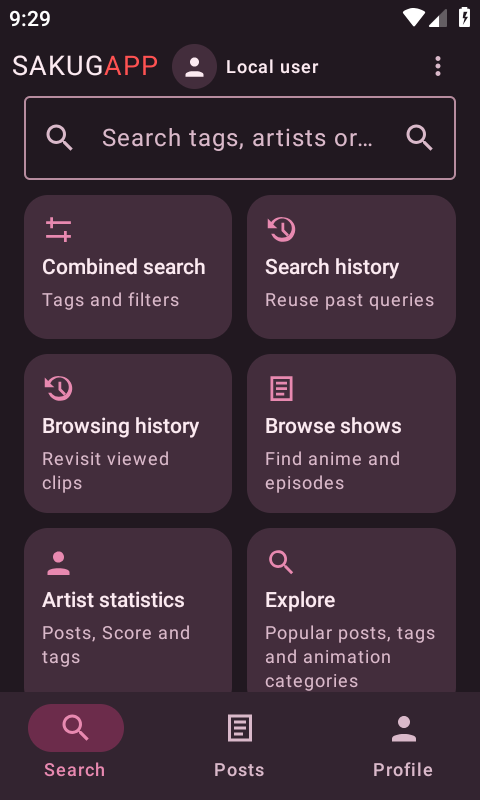 9:29
SAKUGAPP Local user
Search tags, artists or...
Combined search
Tags and filters
Search history
Reuse past queries
Browsing history
Revisit viewed
clips
Browse shows
Find anime and
episodes
Artist statistics
Posts, Score and
tags
Explore
Popular posts, tags
and animation
categories
Search
Posts
Profile